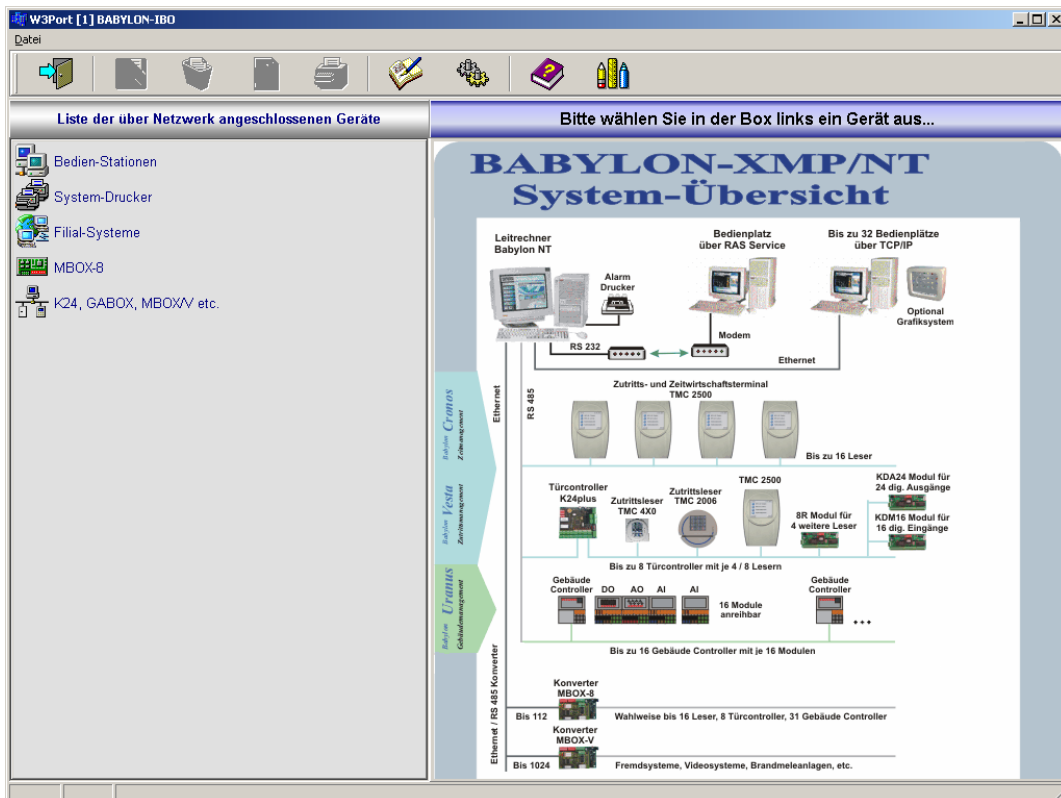 W3Port [1] BABYLON-IBO
Datei
Liste der über Netzwerk angeschlossenen Geräte
Bitte wählen Sie in der Box links ein Gerät aus...
Bedien-Stationen
System-Drucker
Filial-Systeme
MBOX-8
K24, GABOX, MBOX/V etc.
BABYLON-XMP/NT
System-Übersicht
Leitrechner
Babylon NT
Bedienplatz
über RAS Service
Bis zu 32 Bedienplätze
über TCP/IP
Alarm
Drucker
Optional
Grafiksystem
Modem
RS 232
Ethernet
Ethernet
RS 485
Zutritts- und Zeitwirtschaftsterminal
TMC 2500
Babylon Cronos
Zeitmanagement
Bis zu 16 Leser
Türcontroller
K24plus
Zutrittsleser
TMC 4X0
Zutrittsleser
TMC 2006
TMC 2500
8R Modul für
4 weitere Leser
KDA24 Modul für
24 dig. Ausgänge
KDM16 Modul für
16 dig. Eingänge
Babylon Vesta
Zutrittsmanagement
Bis zu 8 Türcontroller mit je 4 / 8 Lesern
Gebäude
Controller
DO AO AI AI
16 Module
anreihbar
Gebäude
Controller
Babylon Uranus
Gebäudemanagement
Bis zu 16 Gebäude Controller mit je 16 Modulen
Ethernet / RS 485 Konverter
Konverter
MBOX-8
Bis 112
Wahlweise bis 16 Leser, 8 Türcontroller, 31 Gebäude Controller
Konverter
MBOX-V
Bis 1024
Fremdsysteme, Videosysteme, Brandmeleanlagen, etc.